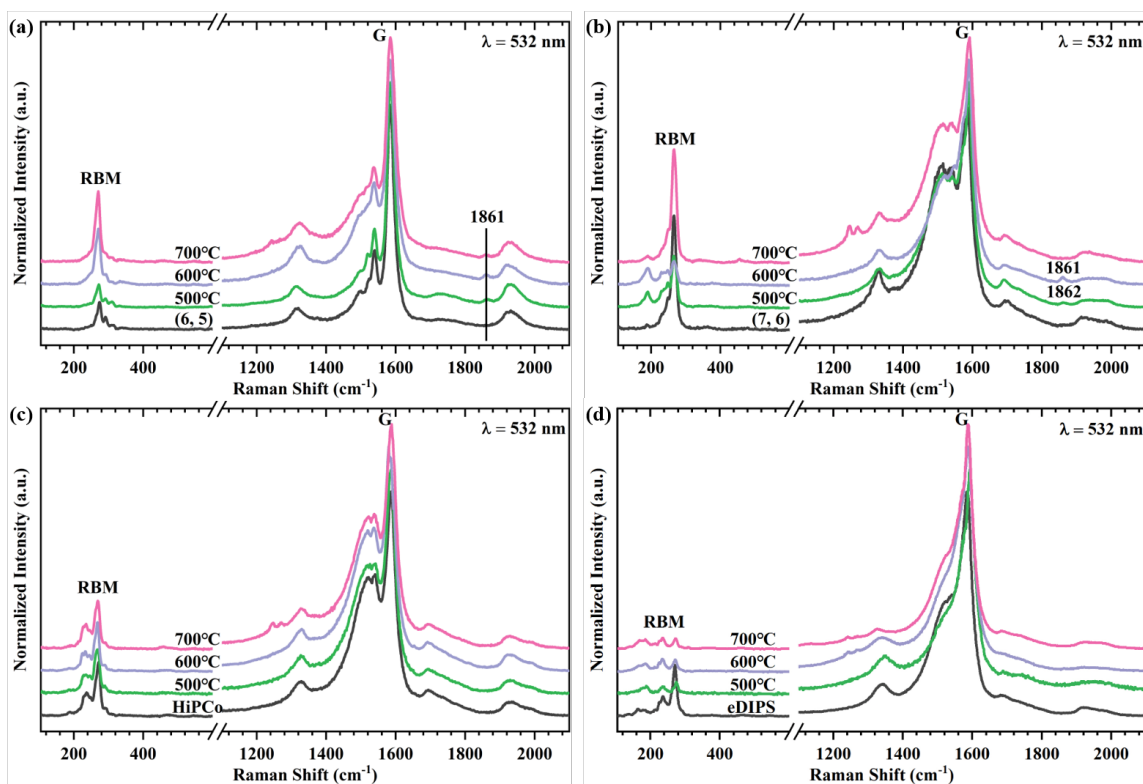 (a)
G
λ = 532 nm
RBM
1861
700°C
600°C
500°C
(6, 5)
Normalized Intensity (a.u.)
200 400 1200 1400 1600 1800 2000
Raman Shift (cm-1)
(b)
G
λ = 532 nm
RBM
700°C
600°C
1861
500°C
1862
(7, 6)
Normalized Intensity (a.u.)
200 400 1200 1400 1600 1800 2000
Raman Shift (cm-1)
(c)
G
λ = 532 nm
RBM
700°C
600°C
500°C
HiPCo
Normalized Intensity (a.u.)
200 400 1200 1400 1600 1800 2000
Raman Shift (cm-1)
(d)
G
λ = 532 nm
RBM
700°C
600°C
500°C
eDIPS
Normalized Intensity (a.u.)
200 400 1200 1400 1600 1800 2000
Raman Shift (cm-1)